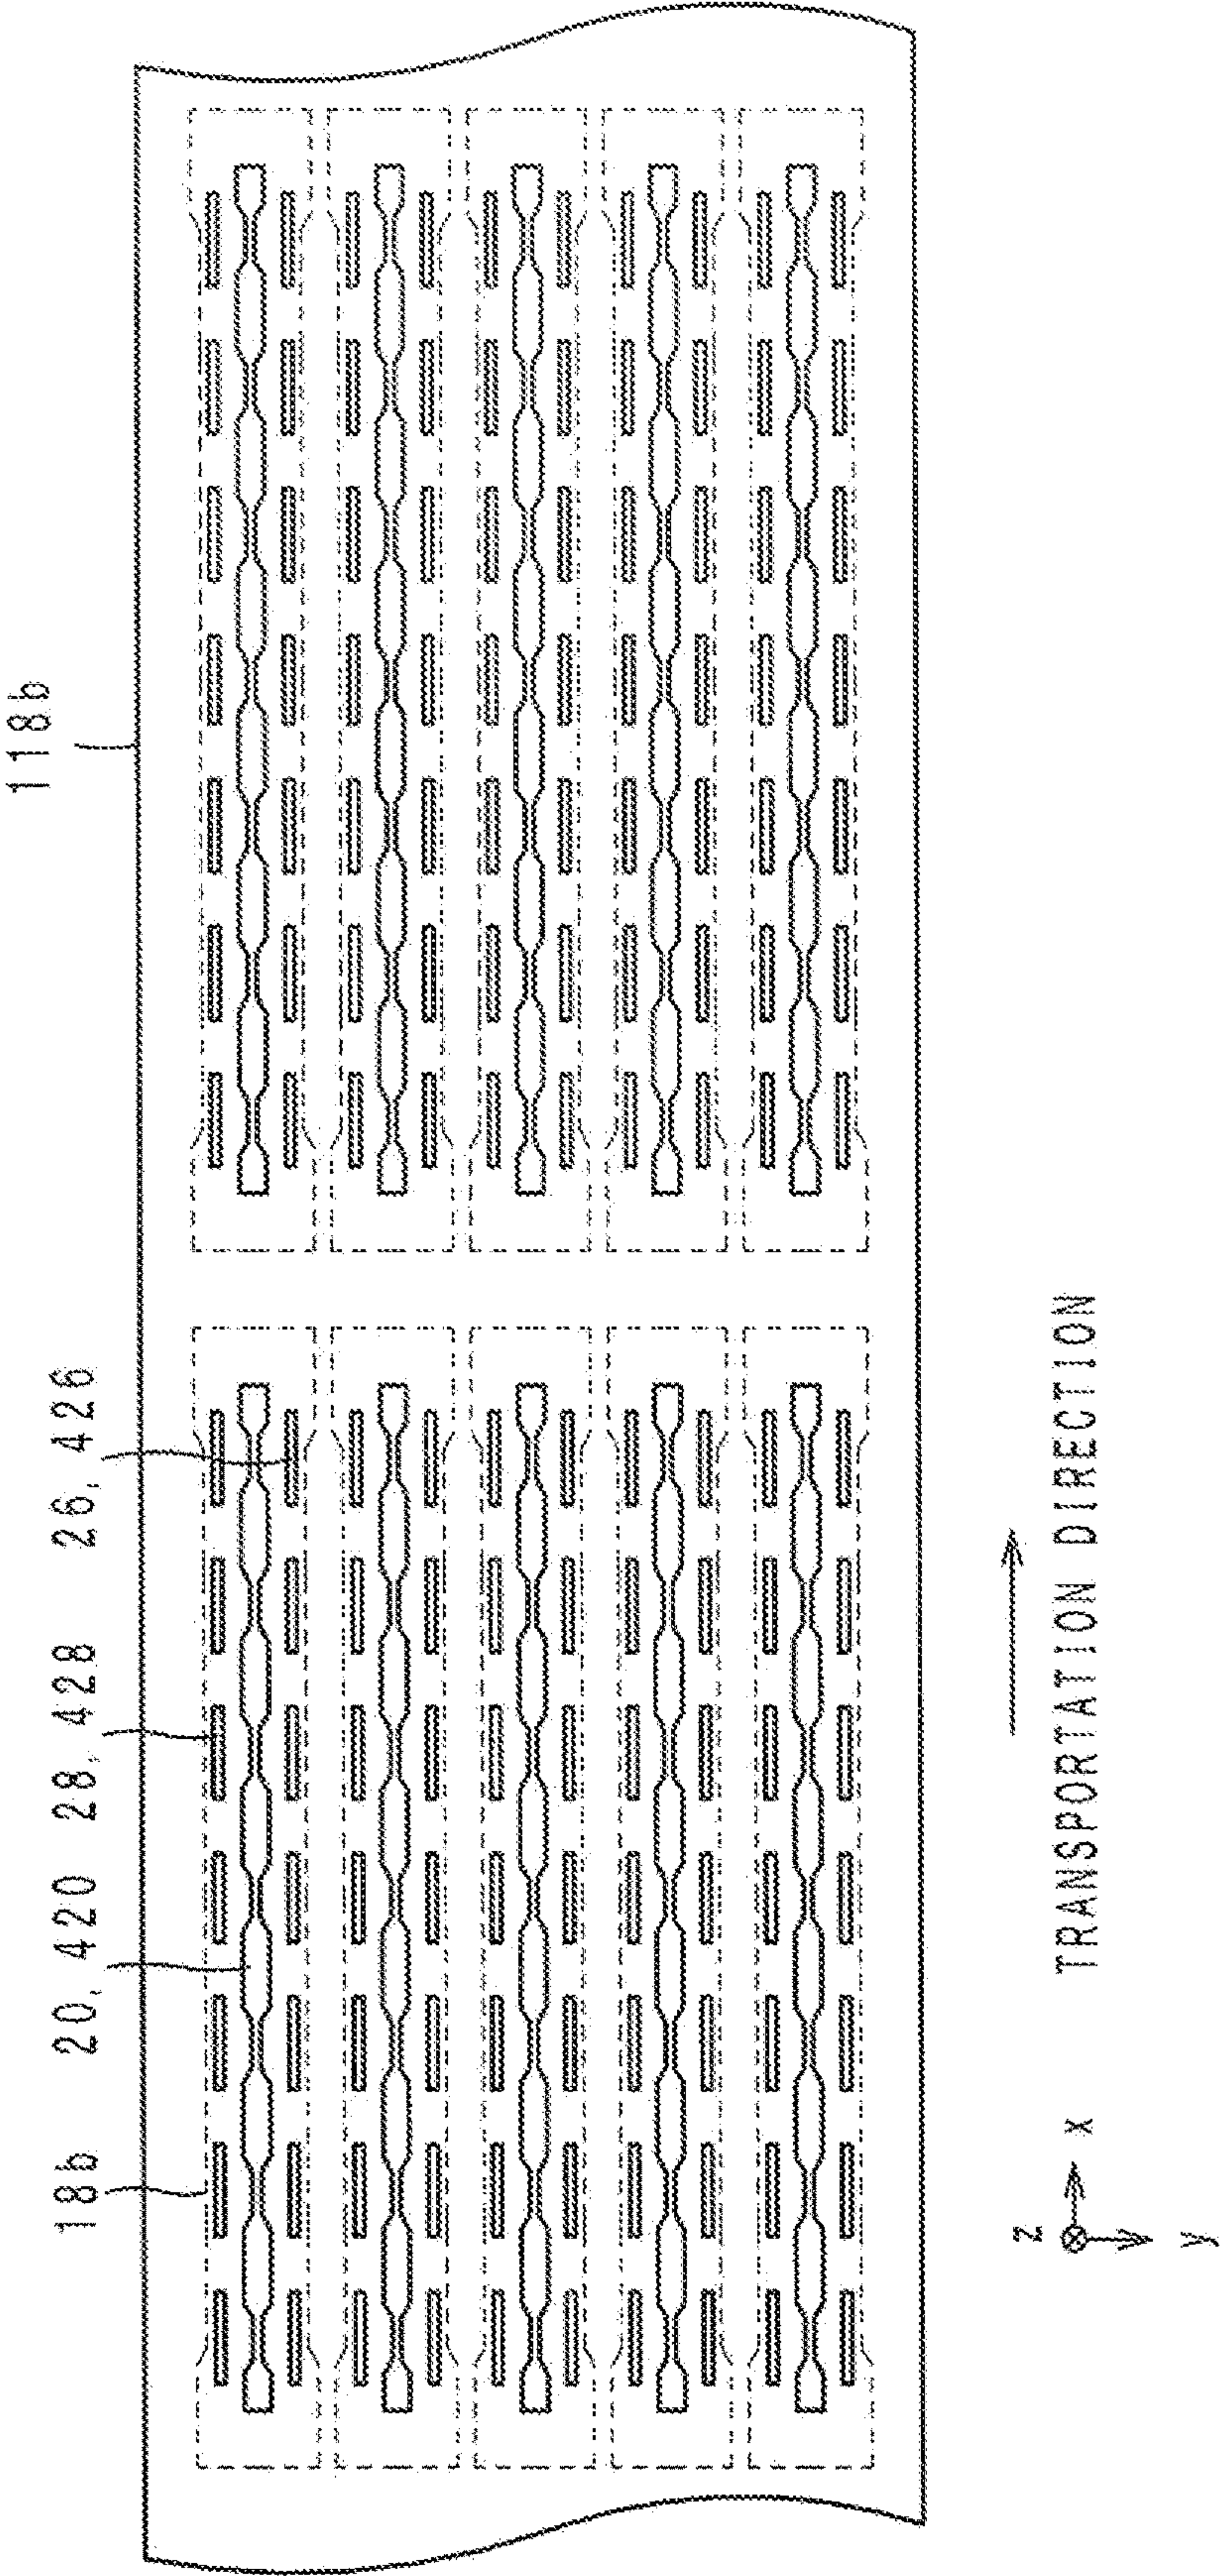 118b
18b
20, 420
28, 428
26, 426
TRANSPORTATION DIRECTION
z
x
y